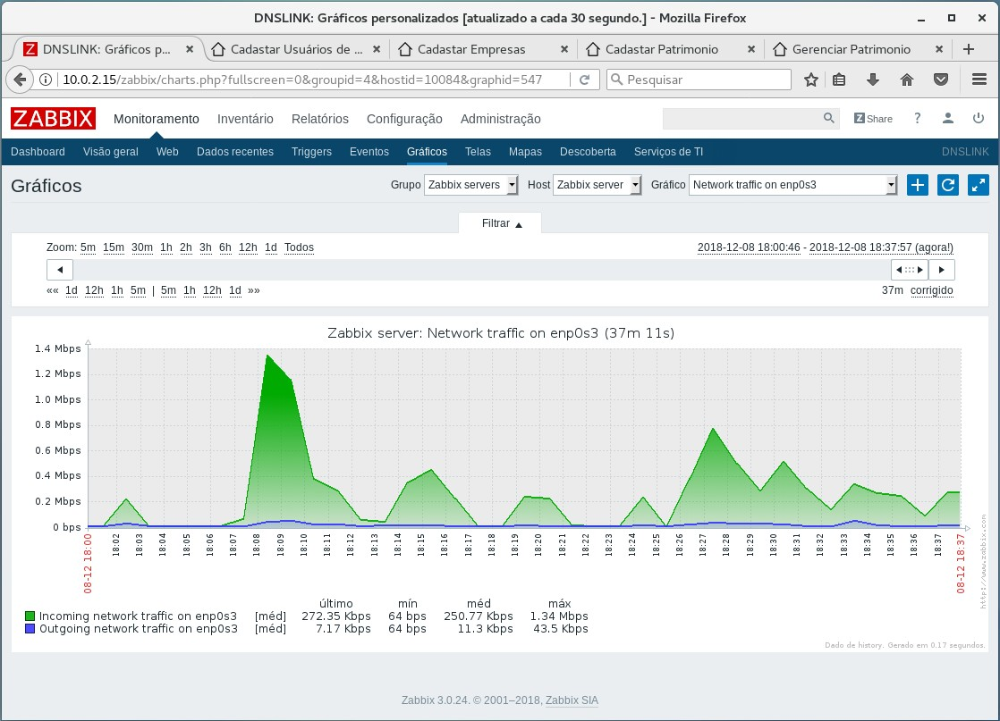 DNSLINK: Gráficos personalizados [atualizado a cada 30 segundo.] - Mozilla Firefox
DNSLINK: Gráficos p...
Cadastar Usuários de ...
Cadastar Empresas
Cadastar Patrimonio
Gerenciar Patrimonio
10.0.2.15/zabbix/charts.php?fullscreen=0&groupid=4&hostid=10084&graphid=547
Pesquisar
ZABBIX Monitoramento Inventário Relatórios Configuração Administração Z Share ?
Dashboard Visão geral Web Dados recentes Triggers Eventos Gráficos Telas Mapas Descoberta Serviços de TI DNSLINK
Gráficos Grupo Zabbix servers Host Zabbix server Gráfico Network traffic on enp0s3
Filtrar
Zoom: 5m 15m 30m 1h 2h 3h 6h 12h 1d Todos 2018-12-08 18:00:46 - 2018-12-08 18:37:57 (agora!)
«« 1d 12h 1h 5m | 5m 1h 12h 1d »» 37m corrigido
Zabbix server: Network traffic on enp0s3 (37m 11s)
1.4 Mbps
1.2 Mbps
1.0 Mbps
0.8 Mbps
0.6 Mbps
0.4 Mbps
0.2 Mbps
0 bps
08-12 18:00 18:02 18:03 18:04 18:05 18:06 18:07 18:08 18:09 18:10 18:11 18:12 18:13 18:14 18:15 18:16 18:17 18:18 18:19 18:20 18:21 18:22 18:23 18:24 18:25 18:26 18:27 18:28 18:29 18:30 18:31 18:32 18:33 18:34 18:35 18:36 18:37 08-12 18:37
http://www.zabbix.com
último mín méd máx
Incoming network traffic on enp0s3 [méd] 272.35 Kbps 64 bps 250.77 Kbps 1.34 Mbps
Outgoing network traffic on enp0s3 [méd] 7.17 Kbps 64 bps 11.3 Kbps 43.5 Kbps
Dado de history. Gerado em 0,17 segundos.
Zabbix 3.0.24. © 2001–2018, Zabbix SIA